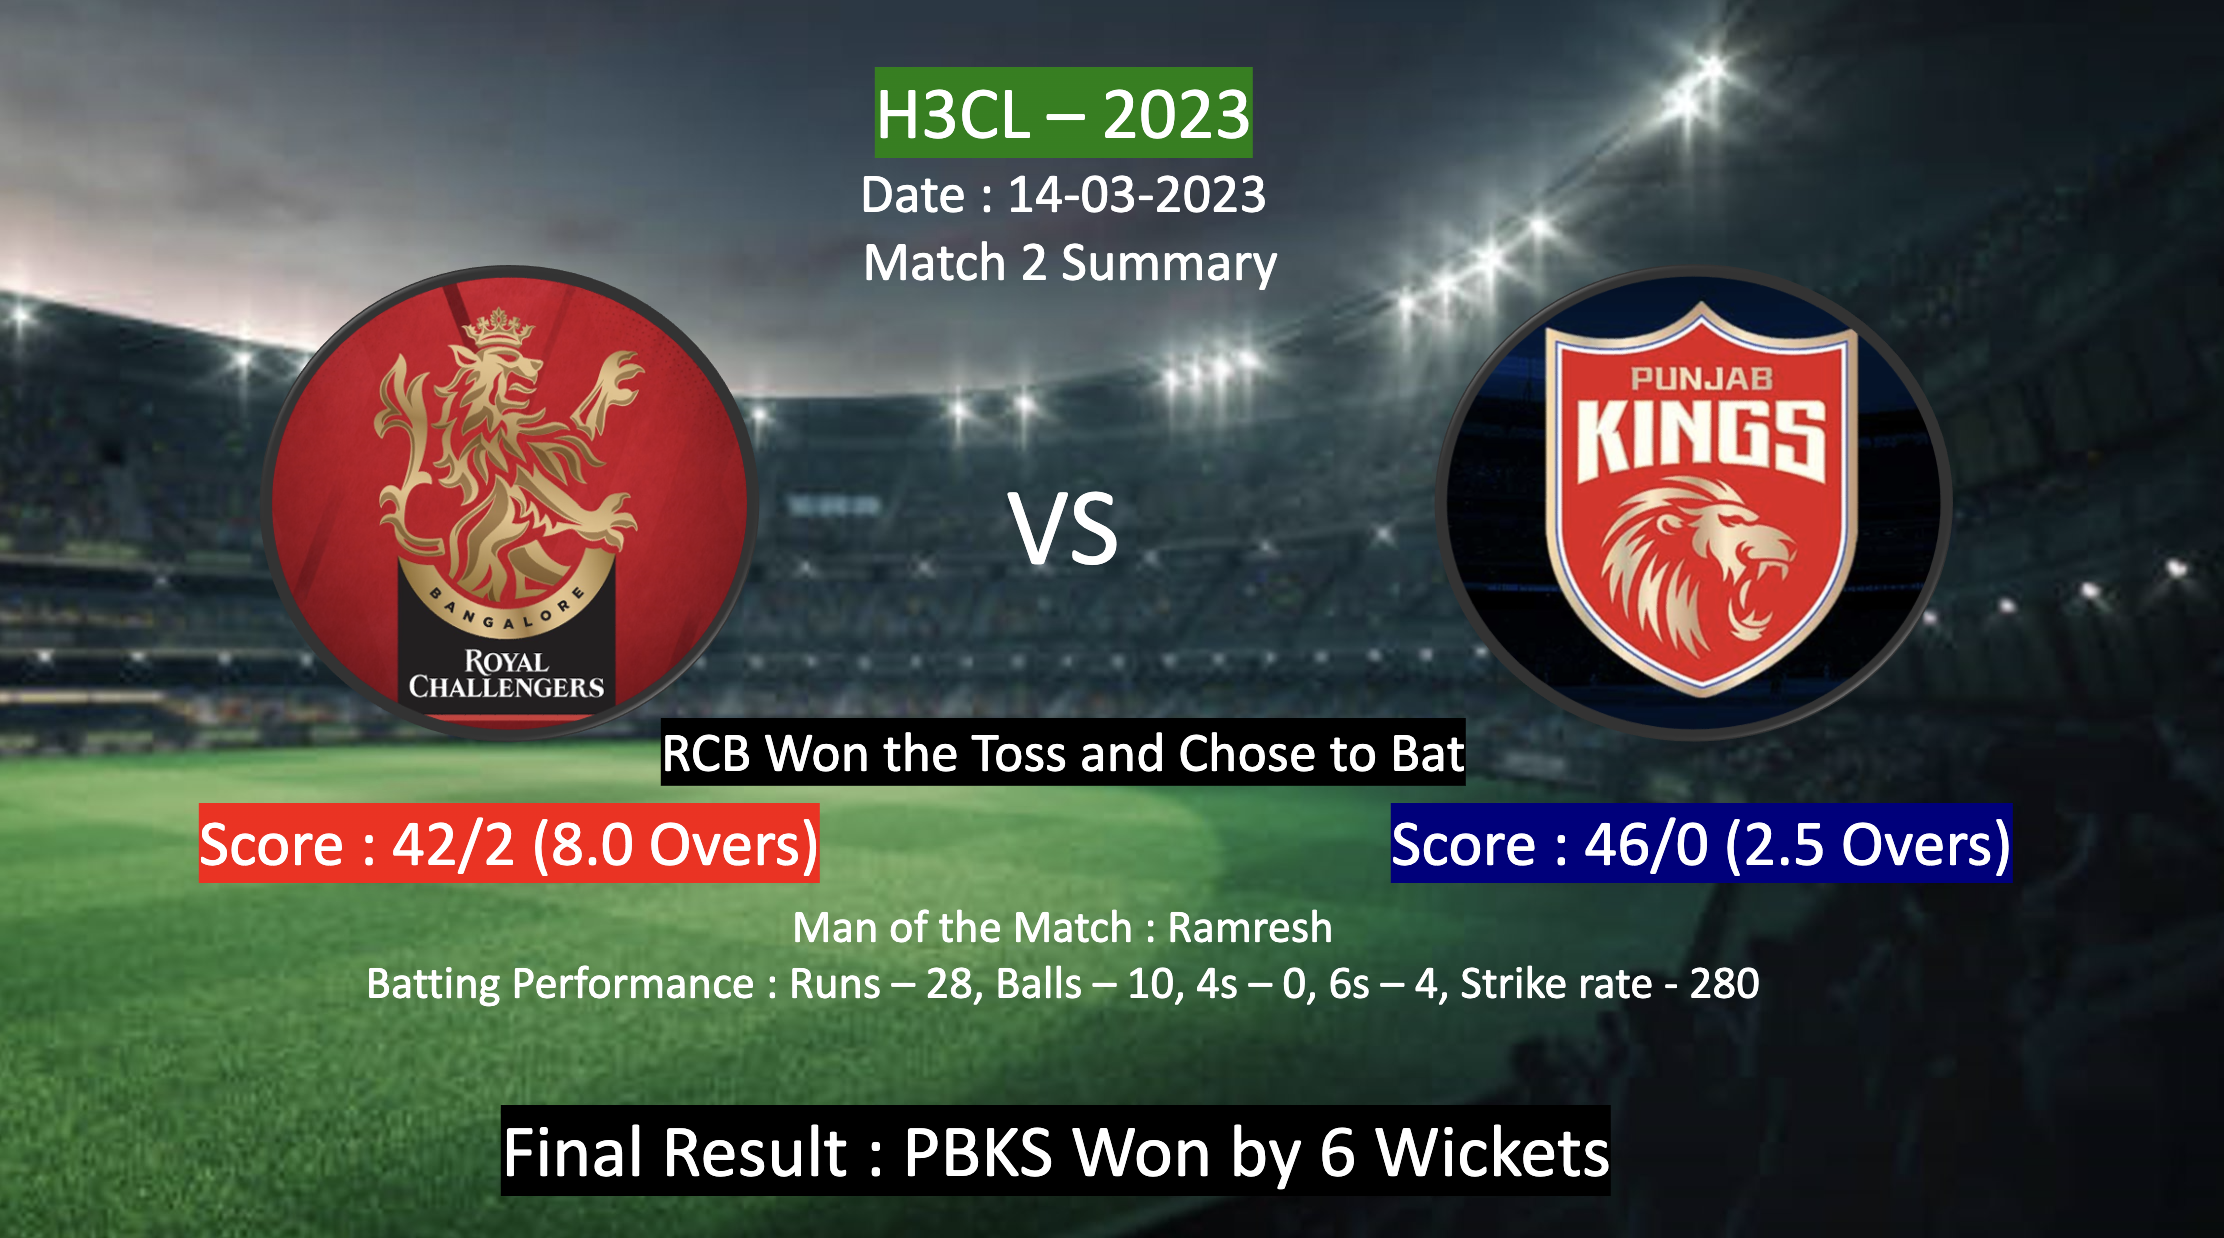 H3CL – 2023
Date : 14-03-2023
Match 2 Summary
BANGALORE
ROYAL
CHALLENGERS
VS
PUNJAB
KINGS
RCB Won the Toss and Chose to Bat
Score : 42/2 (8.0 Overs)
Score : 46/0 (2.5 Overs)
Man of the Match : Ramresh
Batting Performance : Runs – 28, Balls – 10, 4s – 0, 6s – 4, Strike rate - 280
Final Result : PBKS Won by 6 Wickets